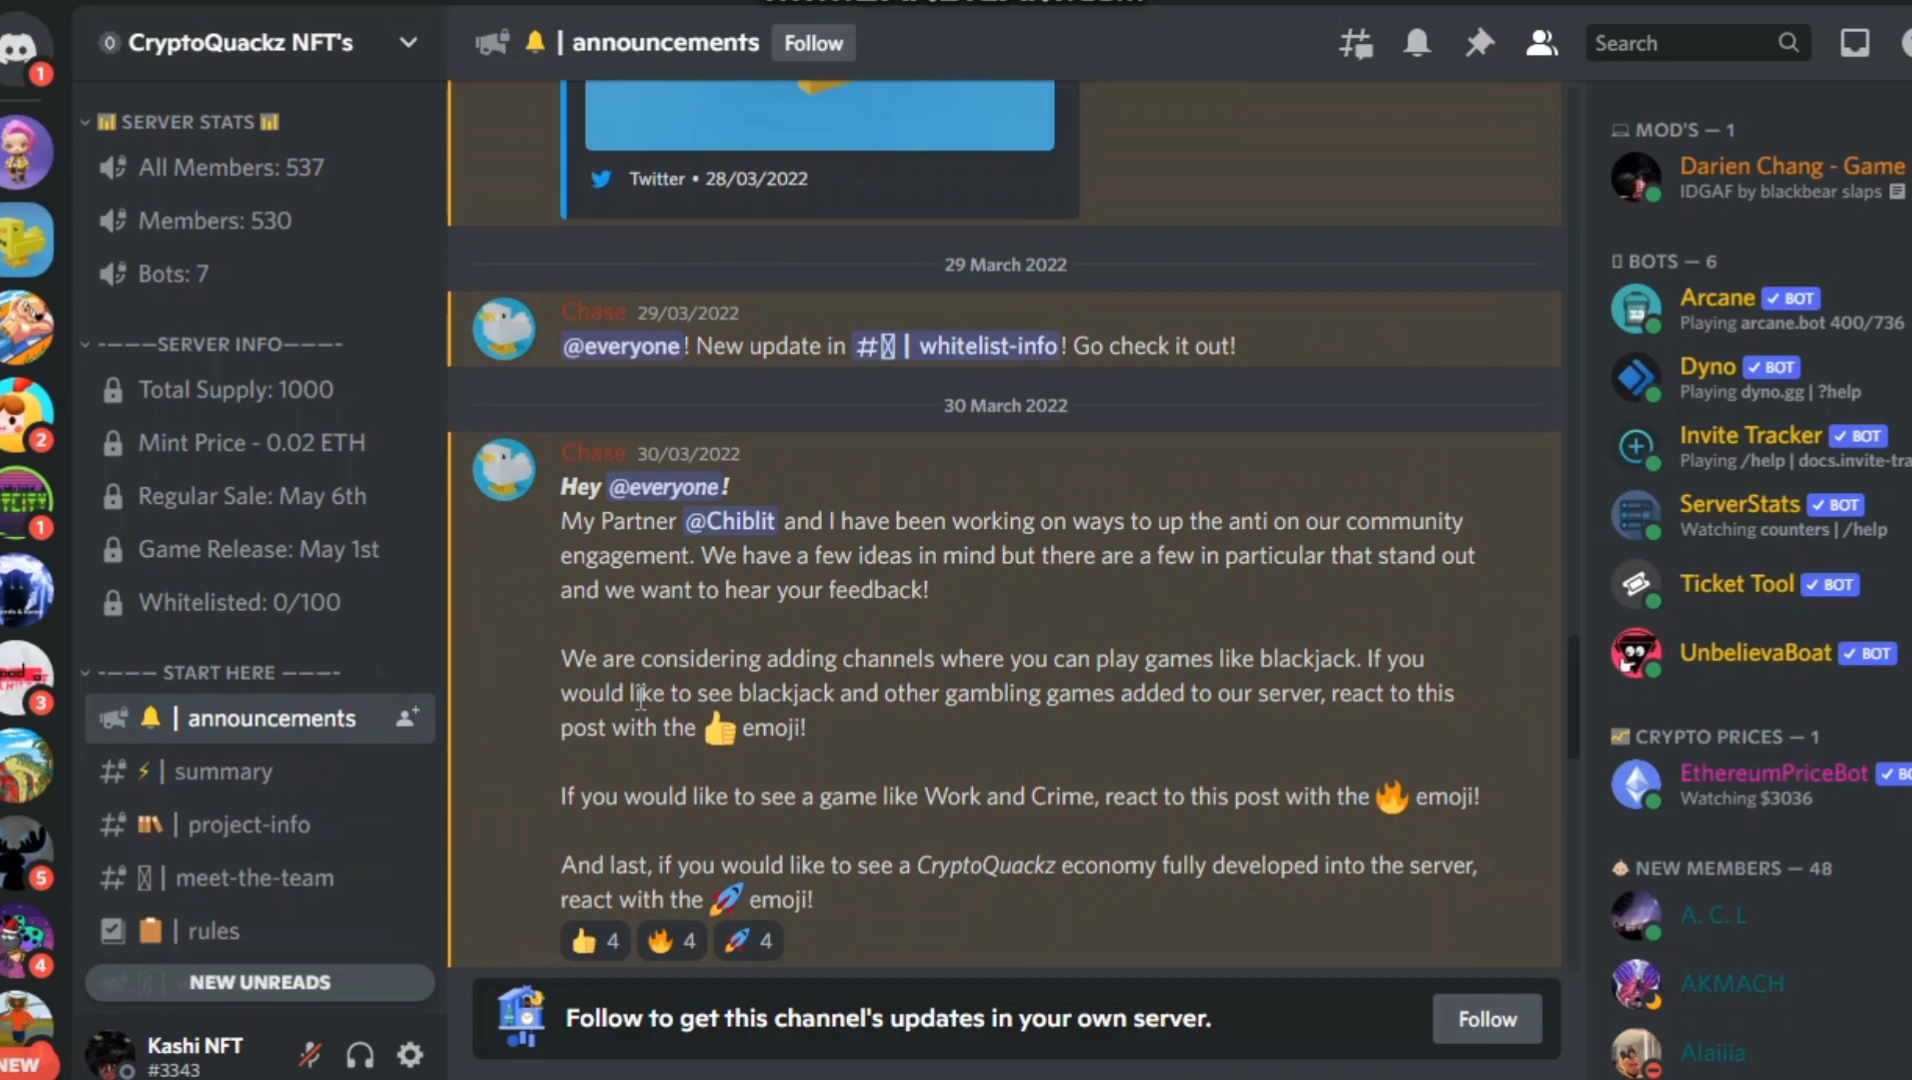 CryptoQuackz NFT's
SERVER STATS
All Members: 537
Members: 530
Bots: 7
-———SERVER INFO———-
Total Supply: 1000
Mint Price - 0.02 ETH
Regular Sale: May 6th
Game Release: May 1st
Whitelisted: 0/100
-——— START HERE ———-
🔔 | announcements
⚡ | summary
| project-info
| meet-the-team
📋 | rules
NEW UNREADS
Kashi NFT
#3343
1
2
1
3
5
4
NEW
🔔 | announcements
Follow
Search
Twitter • 28/03/2022
29 March 2022
Chase 29/03/2022
@everyone! New update in # | whitelist-info! Go check it out!
30 March 2022
Chase 30/03/2022
Hey @everyone!
My Partner @Chiblit and I have been working on ways to up the anti on our community
engagement. We have a few ideas in mind but there are a few in particular that stand out
and we want to hear your feedback!
We are considering adding channels where you can play games like blackjack. If you
would like to see blackjack and other gambling games added to our server, react to this
post with the 👍 emoji!
If you would like to see a game like Work and Crime, react to this post with the 🔥 emoji!
And last, if you would like to see a CryptoQuackz economy fully developed into the server,
react with the 🚀 emoji!
👍 4 🔥 4 🚀 4
Follow to get this channel's updates in your own server.
Follow
MOD'S — 1
Darien Chang - Game
IDGAF by blackbear slaps
BOTS — 6
Arcane ✓ BOT
Playing arcane.bot 400/736
Dyno ✓ BOT
Playing dyno.gg | ?help
Invite Tracker ✓ BOT
Playing /help | docs.invite-tra
ServerStats ✓ BOT
Watching counters | /help
Ticket Tool ✓ BOT
UnbelievaBoat ✓ BOT
CRYPTO PRICES — 1
EthereumPriceBot ✓ BO
Watching $3036
NEW MEMBERS — 48
A. C. L
AKMACH
Alaiiia